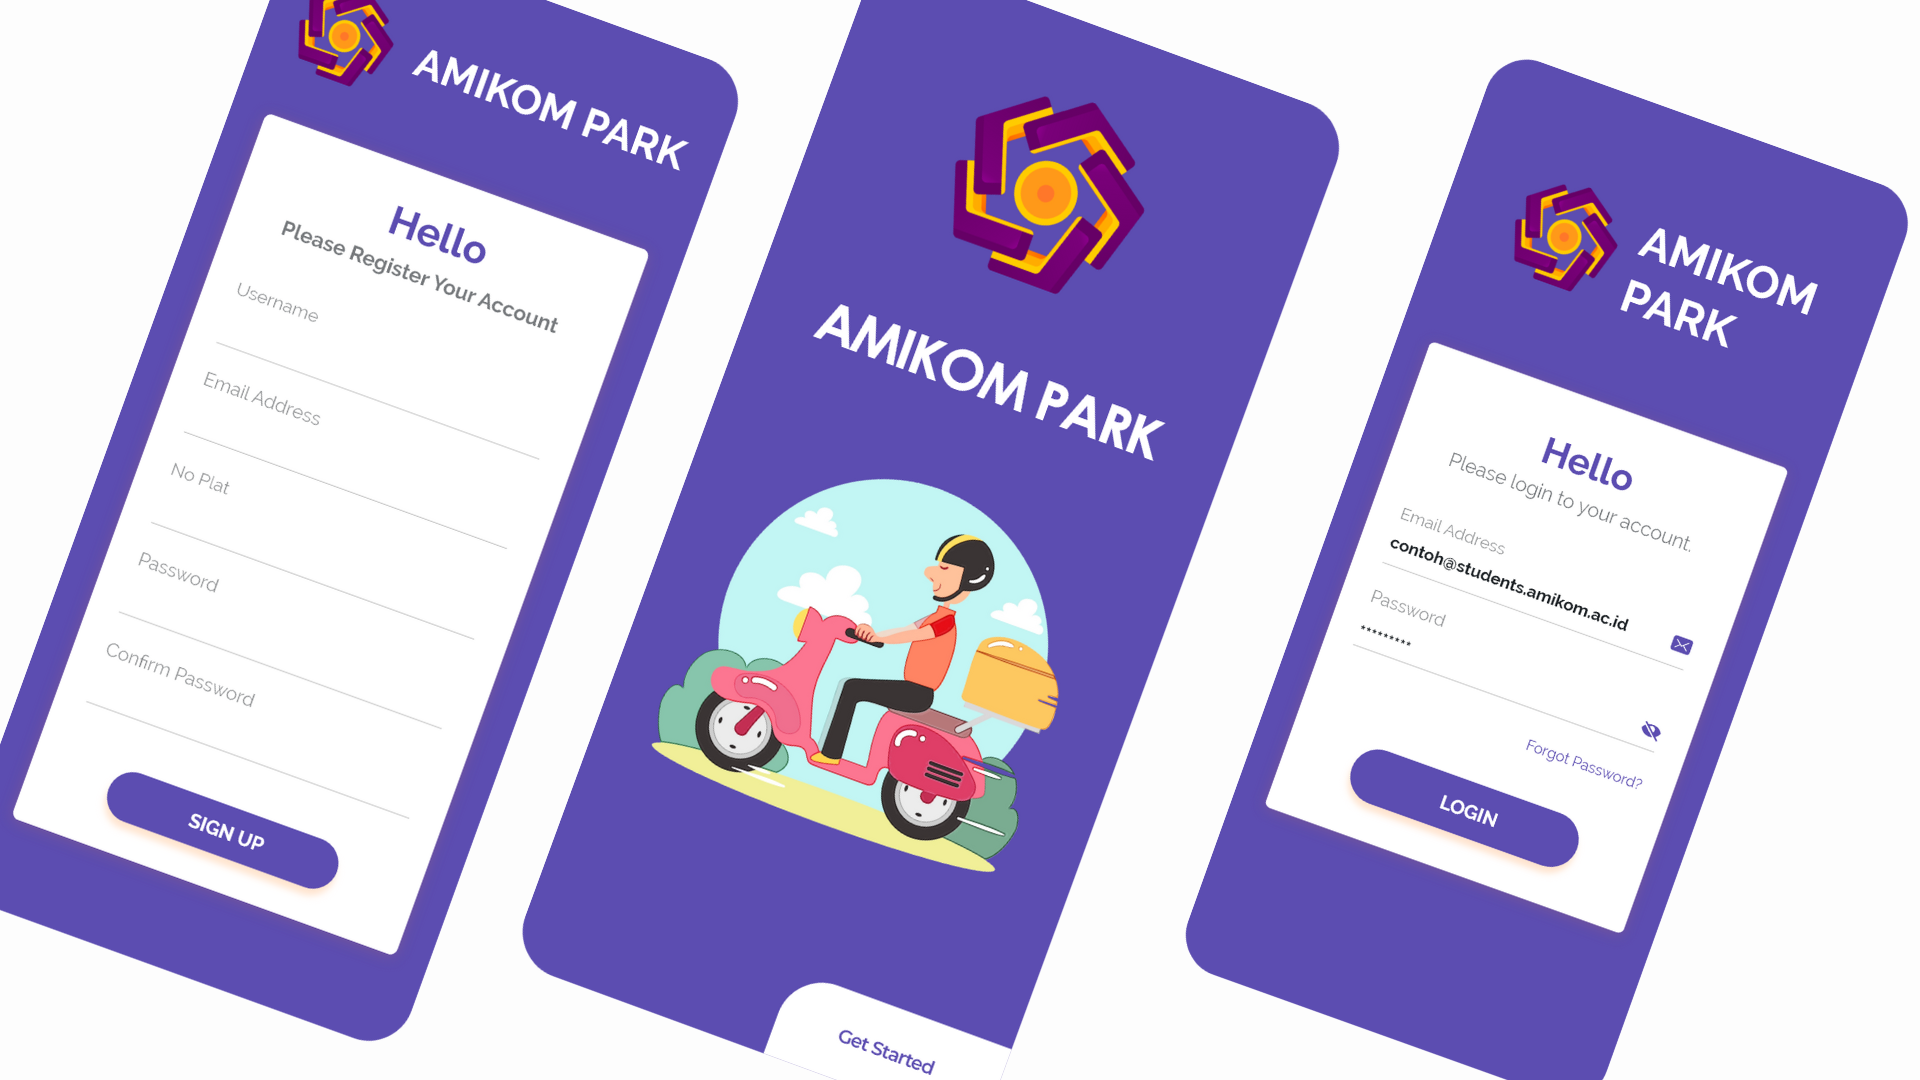 AMIKOM PARK
Hello
Please Register Your Account
Username
Email Address
No Plat
Password
Confirm Password
SIGN UP
AMIKOM PARK
Get Started
AMIKOM
PARK
Hello
Please login to your account.
Email Address
contoh@students.amikom.ac.id
Password
*********
Forgot Password?
LOGIN